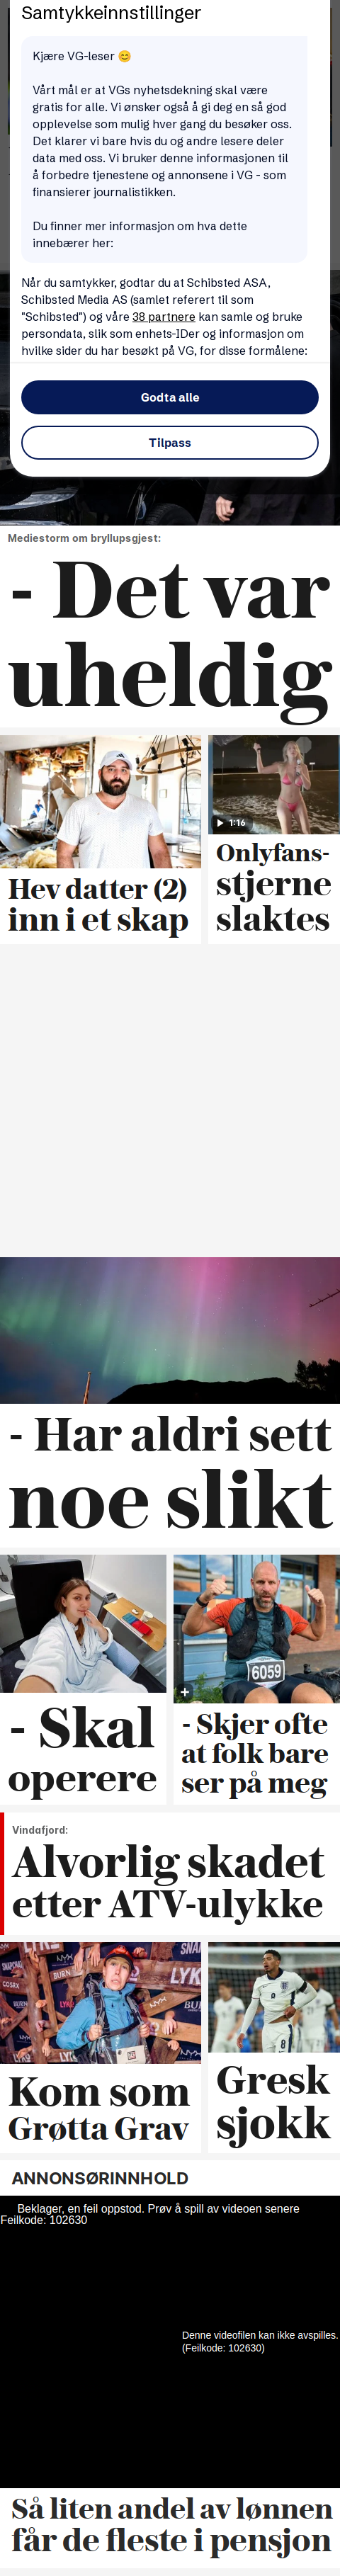 Samtykkeinnstillinger
Kjære VG-leser 😊
Vårt mål er at VGs nyhetsdekning skal være
gratis for alle. Vi ønsker også å gi deg en så god
opplevelse som mulig hver gang du besøker oss.
Det klarer vi bare hvis du og andre lesere deler
data med oss. Vi bruker denne informasjonen til
å forbedre tjenestene og annonsene i VG - som
finansierer journalistikken.
Du finner mer informasjon om hva dette
innebærer her:
Når du samtykker, godtar du at Schibsted ASA,
Schibsted Media AS (samlet referert til som
"Schibsted") og våre 38 partnere kan samle og bruke
persondata, slik som enhets-IDer og informasjon om
hvilke sider du har besøkt på VG, for disse formålene:
Godta alle
Tilpass
Mediestorm om bryllupsgjest:
- Det var
uheldig
1:16
Hev datter (2)
inn i et skap
Onlyfans-
stjerne
slaktes
- Har aldri sett
noe slikt
6059
- Skal
operere
- Skjer ofte
at folk bare
ser på meg
Vindafjord:
Alvorlig skadet
etter ATV-ulykke
Kom som
Grøtta Grav
Gresk
sjokk
ANNONSØRINNHOLD
Beklager, en feil oppstod. Prøv å spill av videoen senere
Feilkode: 102630
Denne videofilen kan ikke avspilles.
(Feilkode: 102630)
Så liten andel av lønnen
får de fleste i pensjon